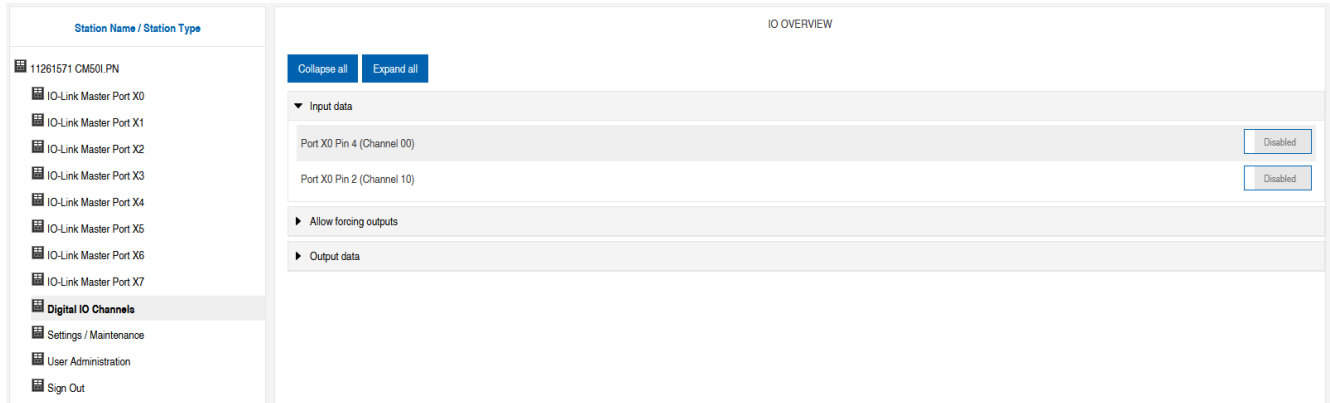 Station Name / Station Type
11261571 CM50I.PN
IO-Link Master Port X0
IO-Link Master Port X1
IO-Link Master Port X2
IO-Link Master Port X3
IO-Link Master Port X4
IO-Link Master Port X5
IO-Link Master Port X6
IO-Link Master Port X7
Digital IO Channels
Settings / Maintenance
User Administration
Sign Out
IO OVERVIEW
Collapse all Expand all
Input data
Port X0 Pin 4 (Channel 00) Disabled
Port X0 Pin 2 (Channel 10) Disabled
Allow forcing outputs
Output data